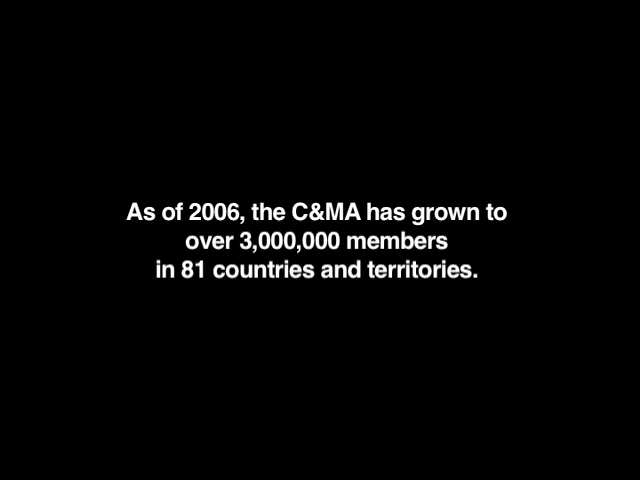 As of 2006, the C&MA has grown to
over 3,000,000 members
in 81 countries and territories.